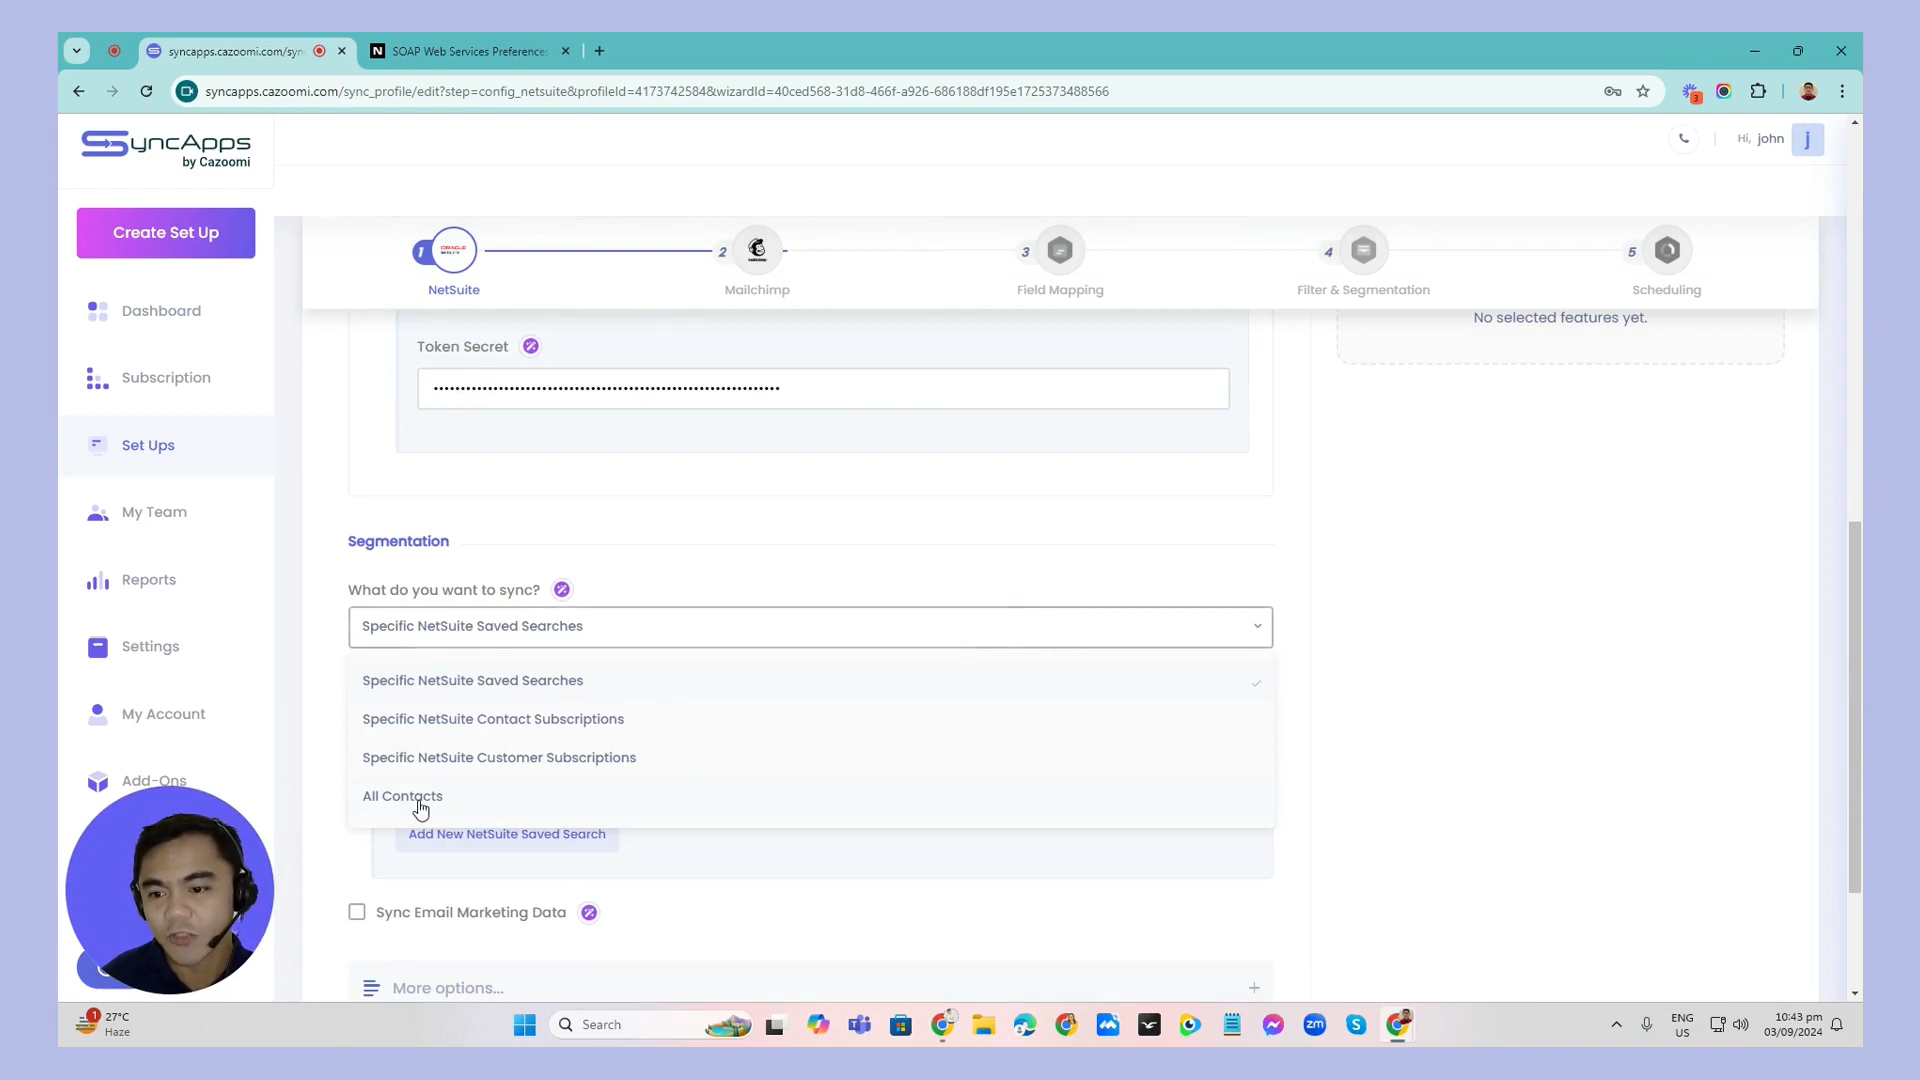 syncapps.cazoomi.com/syn
SOAP Web Services Preferences
syncapps.cazoomi.com/sync_profile/edit?step=config_netsuite&profileId=4173742584&wizardId=40ced568-31d8-466f-a926-686188df195e1725373488566
3
SyncApps
by Cazoomi
Hi, john
j
Create Set Up
Dashboard
Subscription
Set Ups
My Team
Reports
Settings
My Account
Add-Ons
1
2
3
4
5
NetSuite
Mailchimp
Field Mapping
Filter & Segmentation
Scheduling
No selected features yet.
Token Secret
Segmentation
What do you want to sync?
Specific NetSuite Saved Searches
Specific NetSuite Saved Searches
Specific NetSuite Contact Subscriptions
Specific NetSuite Customer Subscriptions
All Contacts
Add New NetSuite Saved Search
Sync Email Marketing Data
More options...
1
27°C
Haze
Search
zm
ENG
US
10:43 pm
03/09/2024